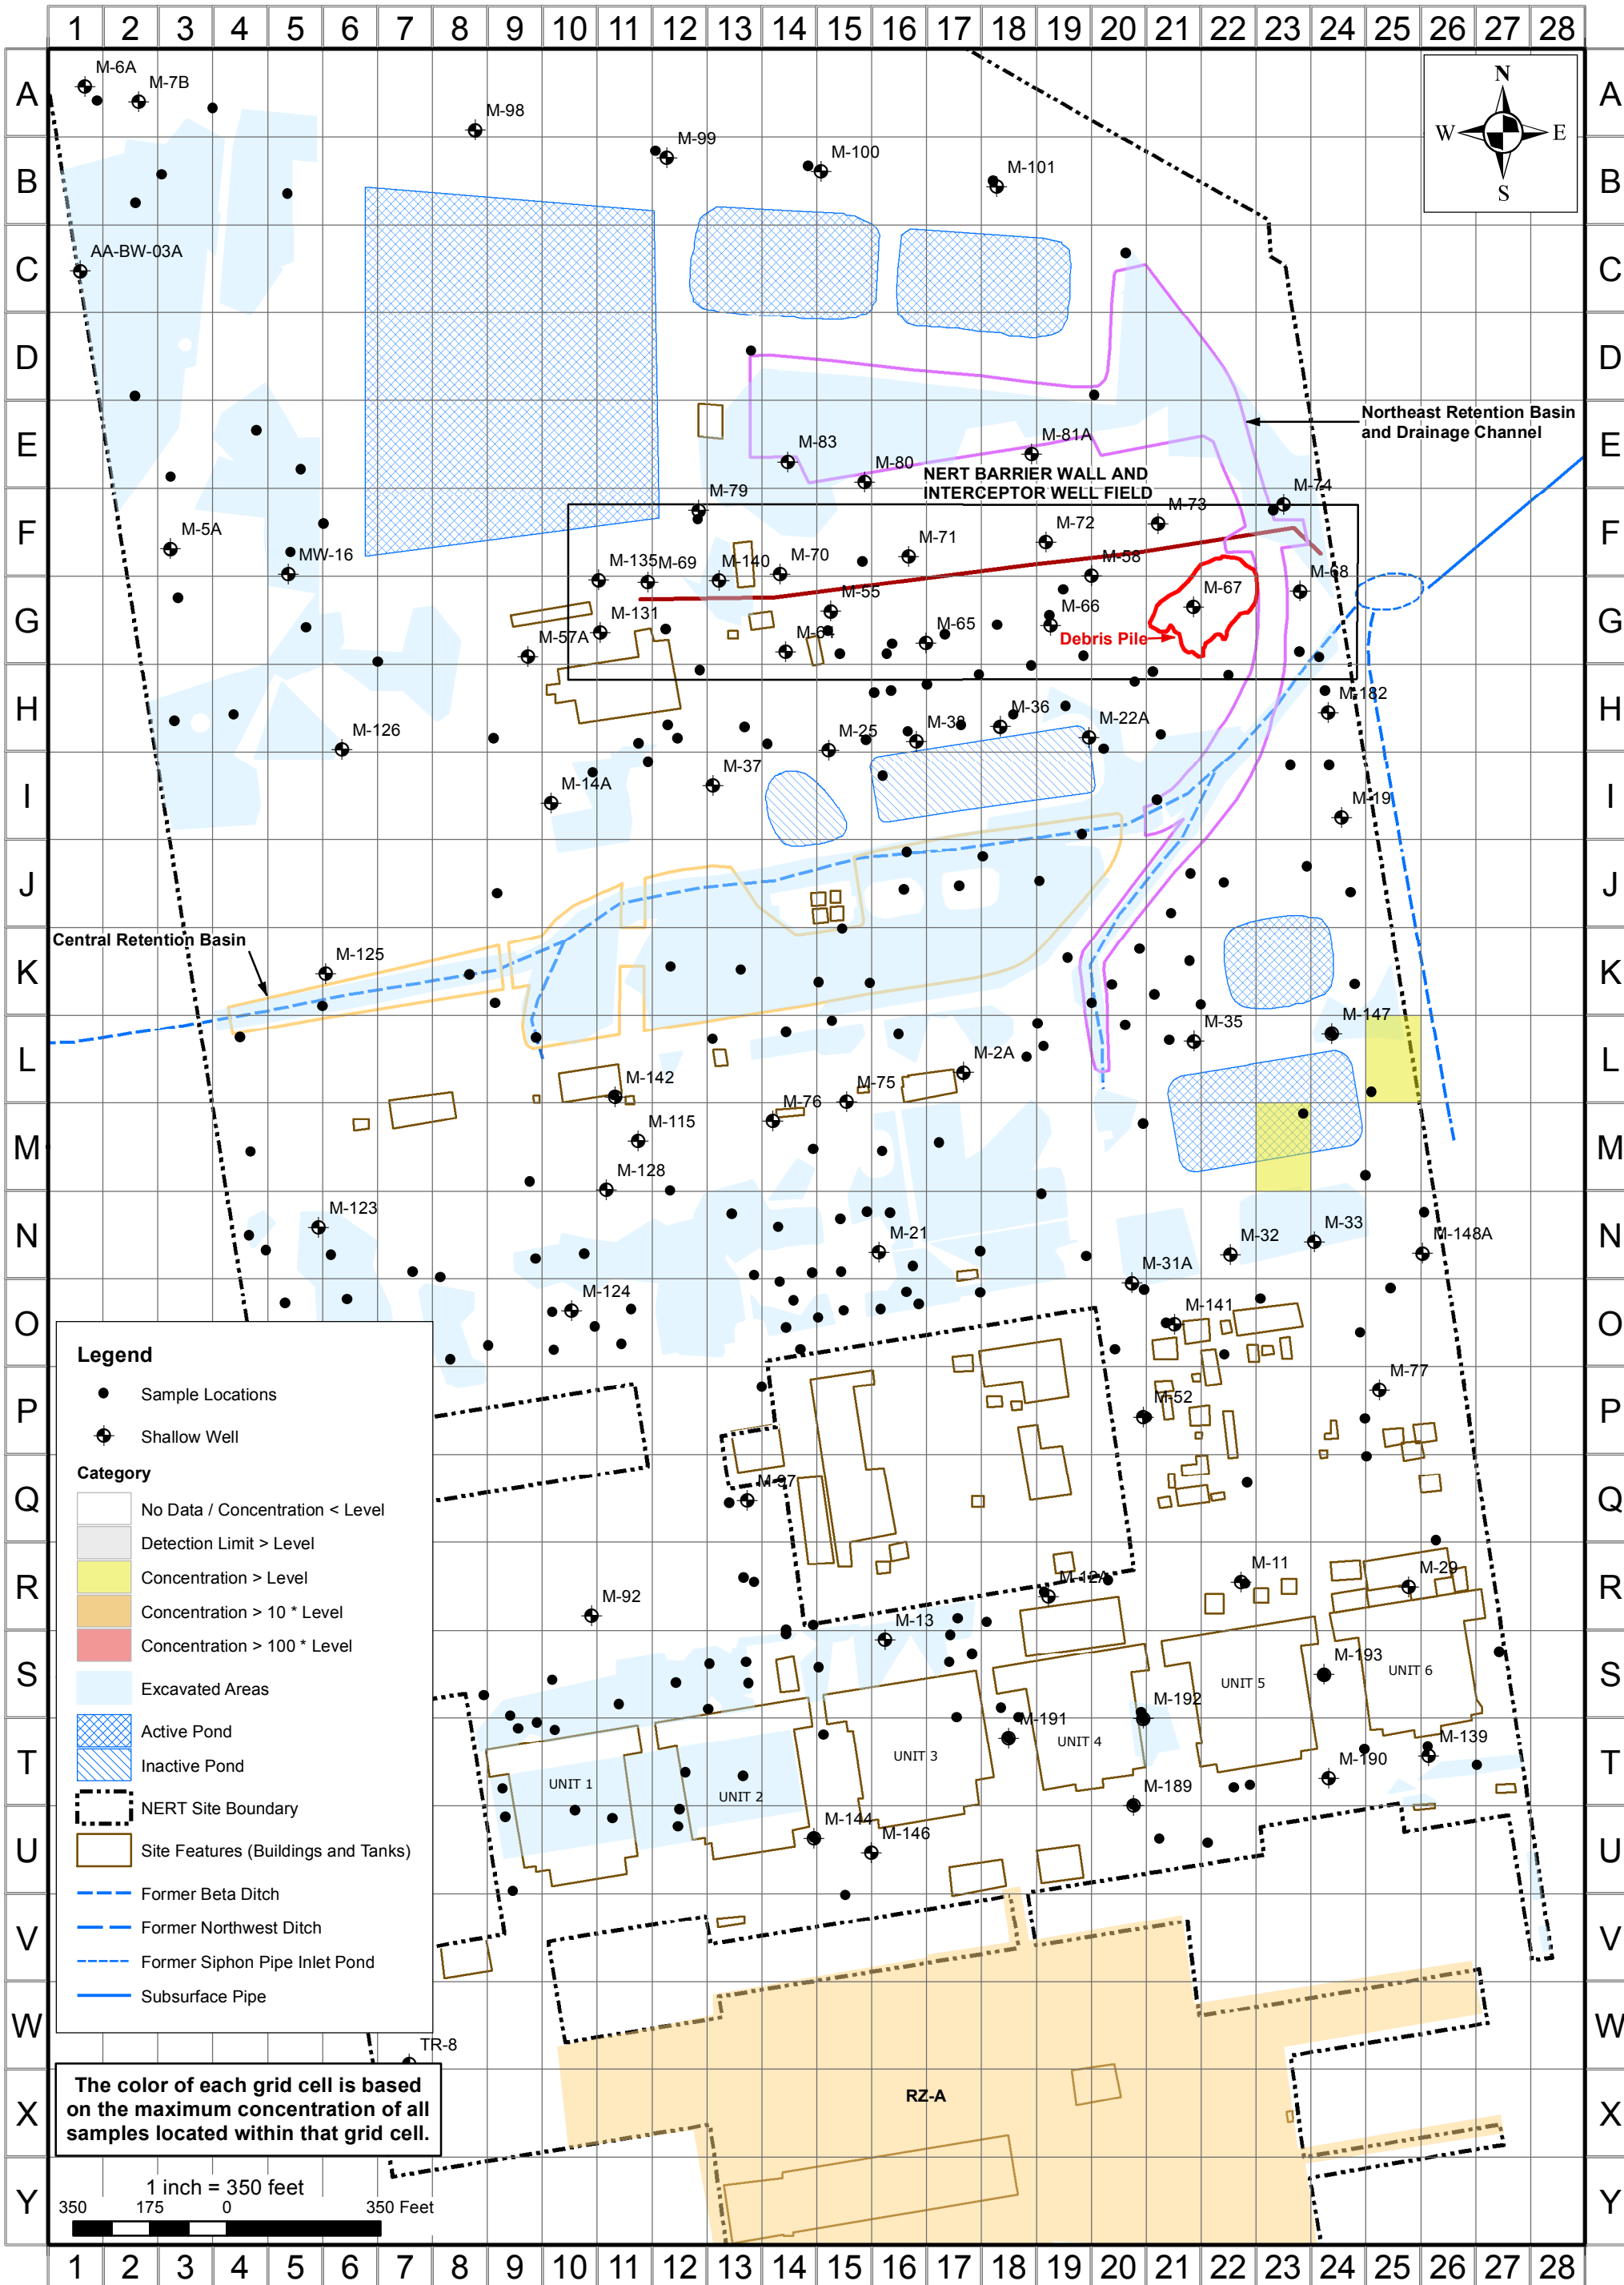 1 2 3 4 5 6 7 8 9 10 11 12 13 14 15 16 17 18 19 20 21 22 23 24 25 26 27 28
N
W E
S
A A
M-6A
M-7B
M-98
M-99
B B
M-100
M-101
C C
AA-BW-03A
D D
Northeast Retention Basin
and Drainage Channel
E E
M-83
M-81A
M-80
NERT BARRIER WALL AND
INTERCEPTOR WELL FIELD
M-74
M-79
M-73
F F
M-5A
M-72
M-71
MW-16
M-135 M-69 M-140 M-70
M-58
M-68
M-67
M-55
G G
M-131
M-66
M-57A
M-64
M-65
Debris Pile
H H
M-182
M-36
M-126
M-25
M-38
M-22A
M-37
M-14A
I I
M-19
J J
Central Retention Basin
K K
M-125
M-147
M-35
L L
M-2A
M-142
M-75
M-76
M-115
M M
M-128
M-123
N N
M-21
M-32
M-33
M-148A
M-31A
M-124
O O
M-141
Legend
Sample Locations
Shallow Well
Category
No Data / Concentration < Level
Detection Limit > Level
Concentration > Level
Concentration > 10 * Level
Concentration > 100 * Level
Excavated Areas
Active Pond
Inactive Pond
NERT Site Boundary
Site Features (Buildings and Tanks)
Former Beta Ditch
Former Northwest Ditch
Former Siphon Pipe Inlet Pond
Subsurface Pipe
M-77
P P
M-52
Q Q
M-97
R R
M-12A
M-11
M-29
M-92
M-13
S S
M-193
UNIT 6
UNIT 5
M-192
M-191
UNIT 4
UNIT 3
M-139
M-190
T T
UNIT 1
UNIT 2
M-189
M-144
M-146
U U
V V
W W
TR-8
The color of each grid cell is based
on the maximum concentration of all
samples located within that grid cell.
X X
RZ-A
1 inch = 350 feet
350 175 0 350 Feet
Y Y
1 2 3 4 5 6 7 8 9 10 11 12 13 14 15 16 17 18 19 20 21 22 23 24 25 26 27 28